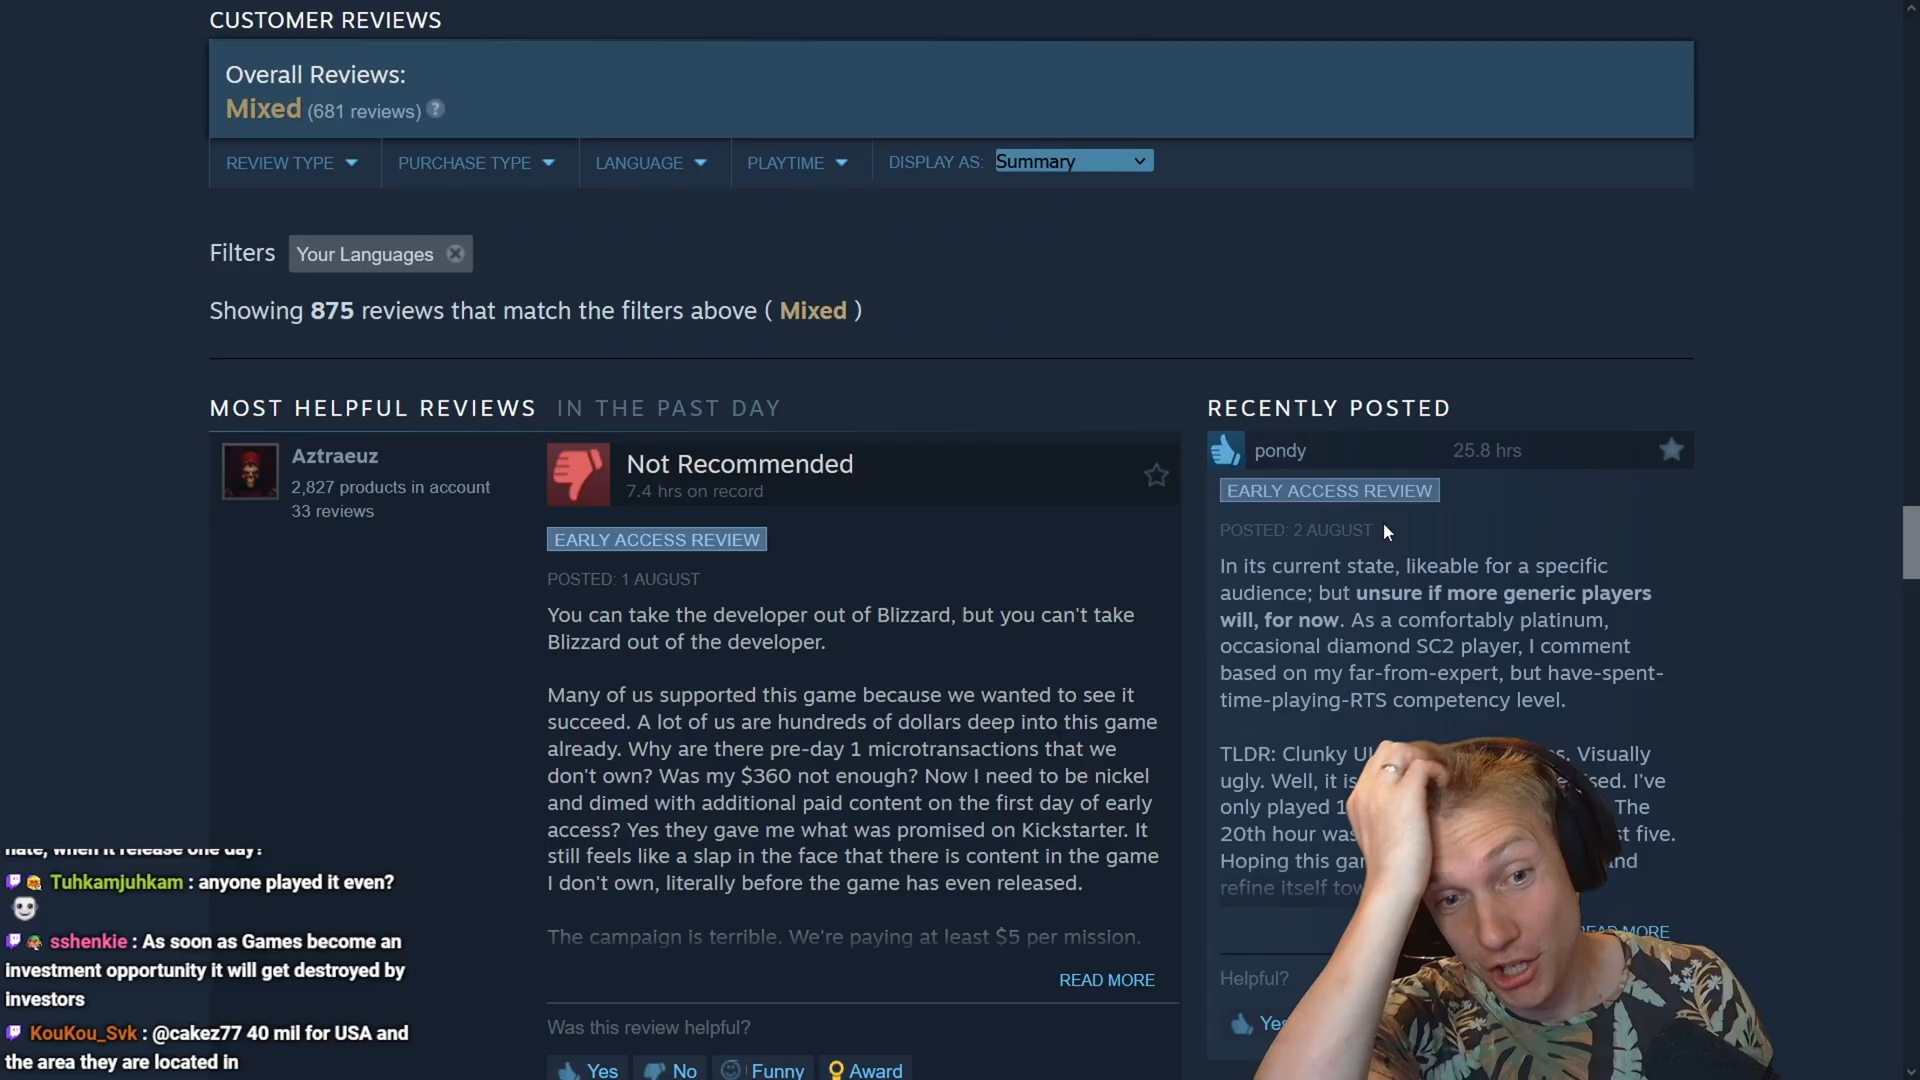 CUSTOMER REVIEWS
Overall Reviews:
Mixed (681 reviews) ?
REVIEW TYPE
PURCHASE TYPE
LANGUAGE
PLAYTIME
DISPLAY AS:
Summary
Filters
Your Languages
Showing 875 reviews that match the filters above ( Mixed )
MOST HELPFUL REVIEWS IN THE PAST DAY
Aztraeuz
2,827 products in account
33 reviews
Not Recommended
7.4 hrs on record
EARLY ACCESS REVIEW
POSTED: 1 AUGUST
You can take the developer out of Blizzard, but you can't take
Blizzard out of the developer.
Many of us supported this game because we wanted to see it
succeed. A lot of us are hundreds of dollars deep into this game
already. Why are there pre-day 1 microtransactions that we
don't own? Was my $360 not enough? Now I need to be nickel
and dimed with additional paid content on the first day of early
access? Yes they gave me what was promised on Kickstarter. It
still feels like a slap in the face that there is content in the game
I don't own, literally before the game has even released.
The campaign is terrible. We're paying at least $5 per mission.
READ MORE
Was this review helpful?
Yes
No
Funny
Award
RECENTLY POSTED
pondy
25.8 hrs
EARLY ACCESS REVIEW
POSTED: 2 AUGUST
In its current state, likeable for a specific
audience; but unsure if more generic players
will, for now. As a comfortably platinum,
occasional diamond SC2 player, I comment
based on my far-from-expert, but have-spent-
time-playing-RTS competency level.
TLDR: Clunky Visually
ugly. Well, it is I've
only played The
20th hour was five.
Hoping this and
refine itself
READ MORE
Helpful?
Yes
hate, when it release one day?
Tuhkamjuhkam : anyone played it even?
sshenkie : As soon as Games become an
investment opportunity it will get destroyed by
investors
KouKou_Svk : @cakez77 40 mil for USA and
the area they are located in